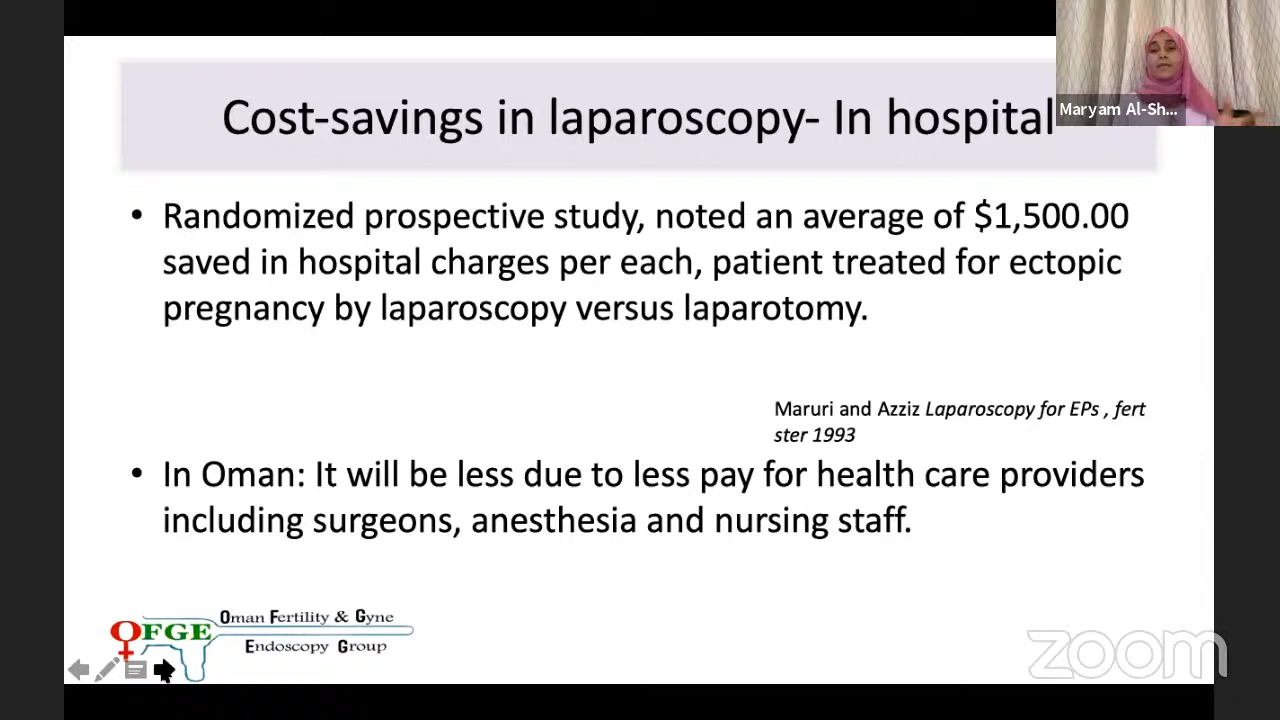 Cost-savings in laparoscopy- In hospital
Maryam Al-Sh...
• Randomized prospective study, noted an average of $1,500.00
saved in hospital charges per each, patient treated for ectopic
pregnancy by laparoscopy versus laparotomy.
Maruri and Azziz Laparoscopy for EPs , fert
ster 1993
• In Oman: It will be less due to less pay for health care providers
including surgeons, anesthesia and nursing staff.
OFGE
Oman Fertility & Gyne
Endoscopy Group
zoom